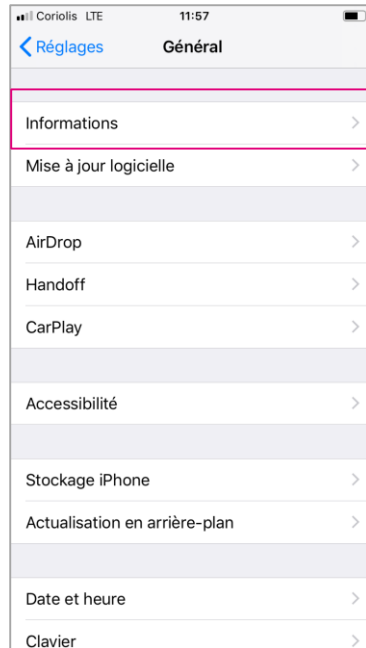 Coriolis LTE 11:57
Réglages Général
Informations
Mise à jour logicielle
AirDrop
Handoff
CarPlay
Accessibilité
Stockage iPhone
Actualisation en arrière-plan
Date et heure
Clavier